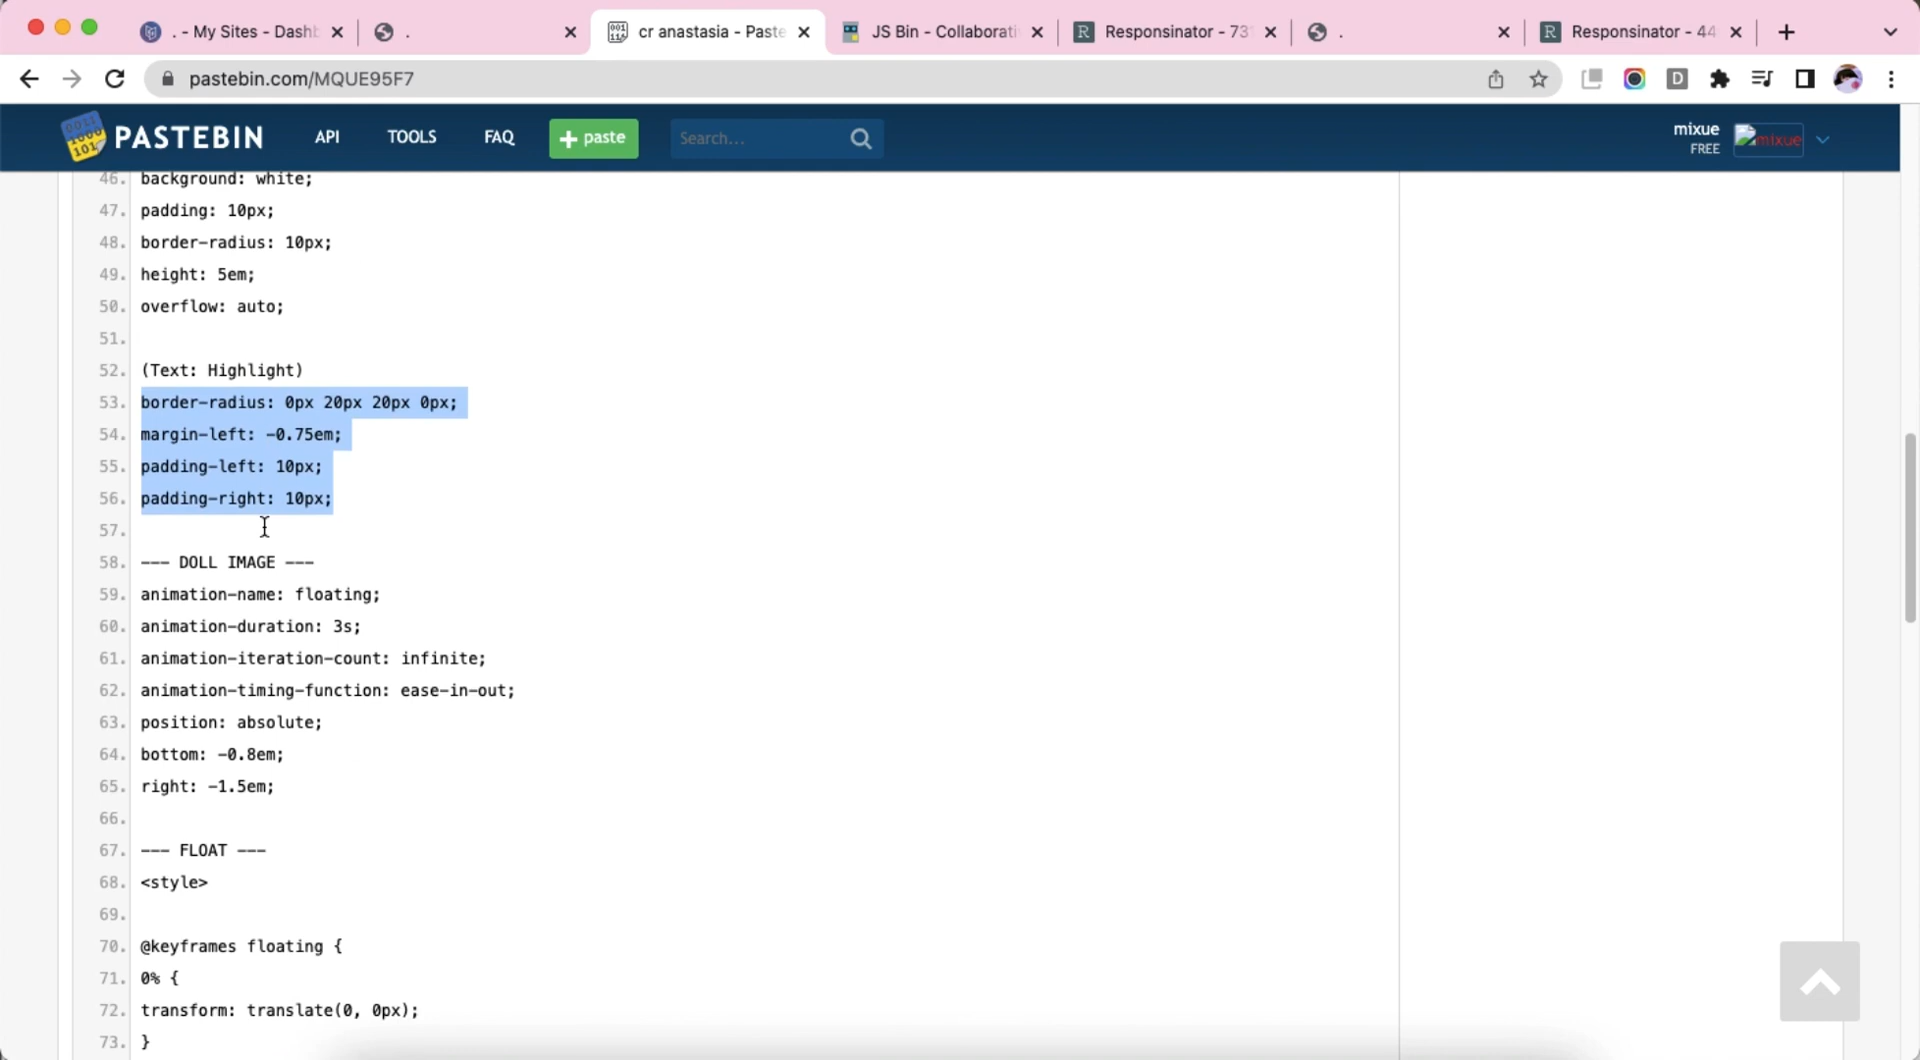 . - My Sites - Dashb
.
cr anastasia - Paste
JS Bin - Collaborati
Responsinator - 73
.
Responsinator - 44
pastebin.com/MQUE95F7
D
PASTEBIN
API
TOOLS
FAQ
+ paste
Search...
mixue
FREE
mixue
46. background: white;
47. padding: 10px;
48. border-radius: 10px;
49. height: 5em;
50. overflow: auto;
51.
52. (Text: Highlight)
53. border-radius: 0px 20px 20px 0px;
54. margin-left: -0.75em;
55. padding-left: 10px;
56. padding-right: 10px;
57.
58. --- DOLL IMAGE ---
59. animation-name: floating;
60. animation-duration: 3s;
61. animation-iteration-count: infinite;
62. animation-timing-function: ease-in-out;
63. position: absolute;
64. bottom: -0.8em;
65. right: -1.5em;
66.
67. --- FLOAT ---
68. <style>
69.
70. @keyframes floating {
71. 0% {
72. transform: translate(0, 0px);
73. }